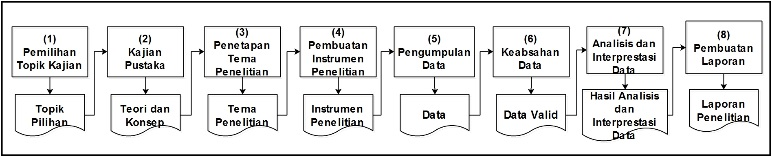 (1)
Pemilihan
Topik Kajian
(2)
Kajian
Pustaka
(3)
Penetapan
Tema
Penelitian
(4)
Pembuatan
Instrumen
Penelitian
(5)
Pengumpulan
Data
(6)
Keabsahan
Data
(7)
Analisis dan
Interprestasi
Data
(8)
Pembuatan
Laporan
Topik
Pilihan
Teori dan
Konsep
Tema
Penelitian
Instrumen
Penelitian
Data
Data Valid
Hasil Analisis
dan
Interprestasi
Data
Laporan
Penelitian